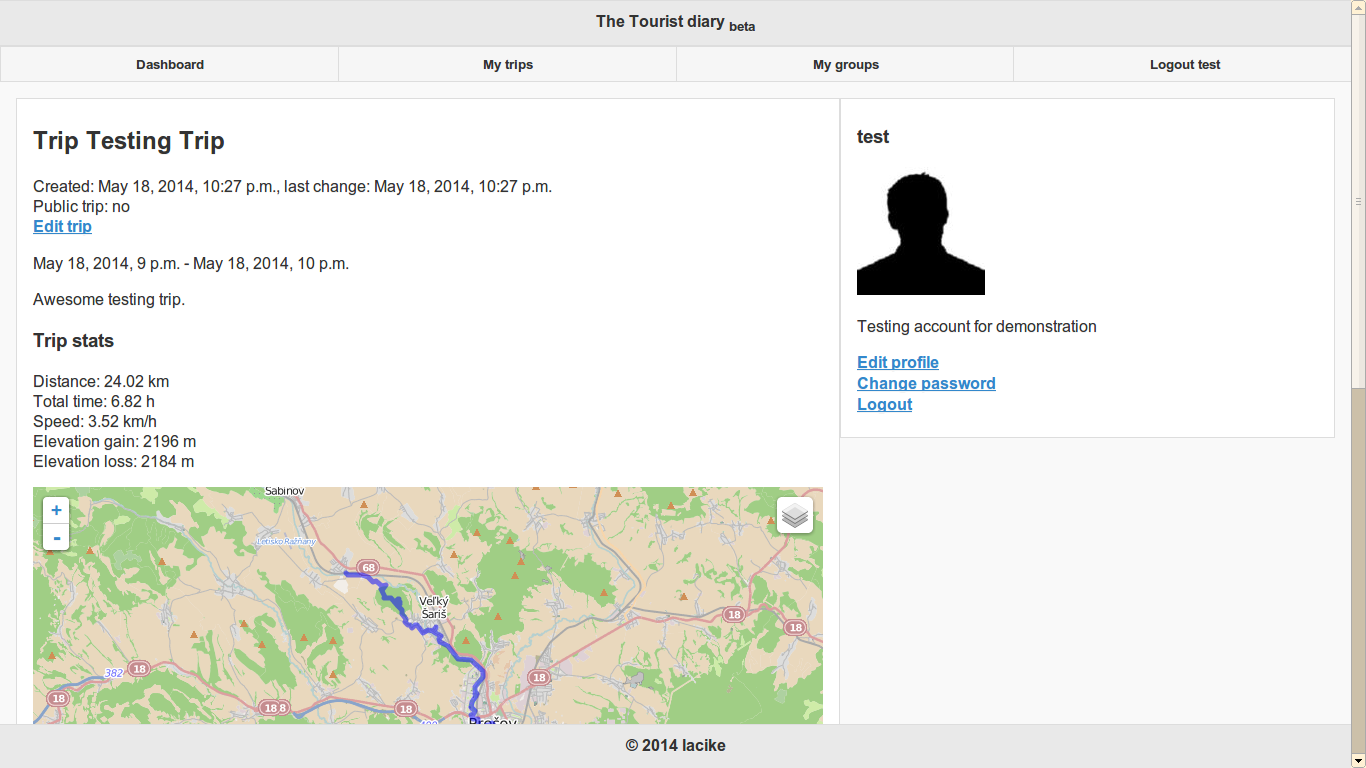 The Tourist diary beta
Dashboard
My trips
My groups
Logout test
Trip Testing Trip
Created: May 18, 2014, 10:27 p.m., last change: May 18, 2014, 10:27 p.m.
Public trip: no
Edit trip
May 18, 2014, 9 p.m. - May 18, 2014, 10 p.m.
Awesome testing trip.
Trip stats
Distance: 24.02 km
Total time: 6.82 h
Speed: 3.52 km/h
Elevation gain: 2196 m
Elevation loss: 2184 m
test
Testing account for demonstration
Edit profile
Change password
Logout
+
-
Sabinov
Letisko Ražňany
68
Veľký
Šariš
18
18
382
18
18
18
18 8
18
Prešov
© 2014 lacike